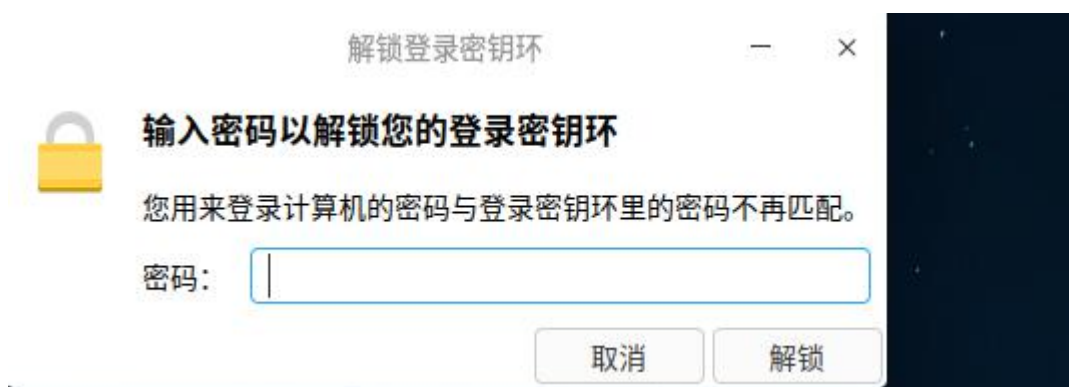 解锁登录密钥环
输入密码以解锁您的登录密钥环
您用来登录计算机的密码与登录密钥环里的密码不再匹配。
密码：
取消 解锁